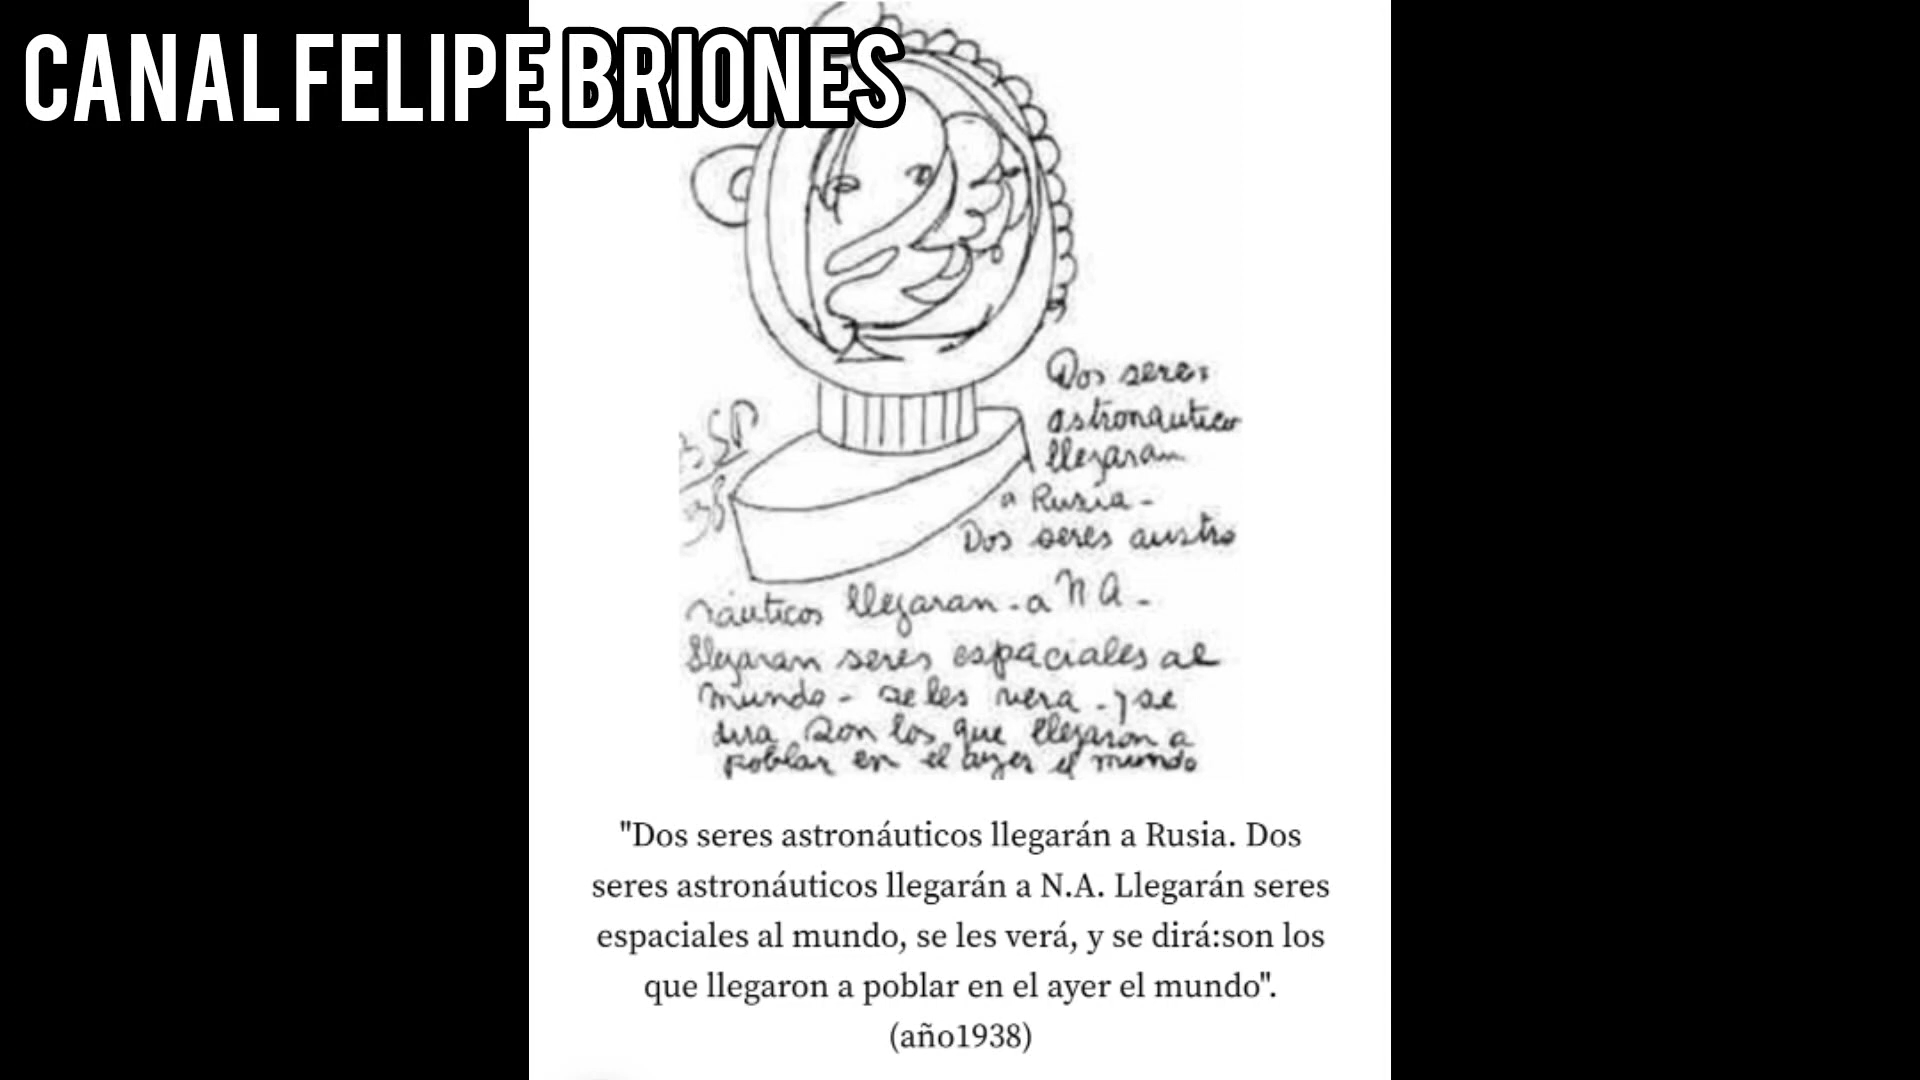 CANAL FELIPE BRIONES
Dos seres
astronautico
llegaran
a Rusia -
Dos seres austro
náuticos llegaran - a N A -
llegaran seres espaciales al
mundo - se les vera - y se
dira son los que llegaron a
poblar en el ayer el mundo
"Dos seres astronáuticos llegarán a Rusia. Dos
seres astronáuticos llegarán a N.A. Llegarán seres
espaciales al mundo, se les verá, y se dirá:son los
que llegaron a poblar en el ayer el mundo".
(año1938)